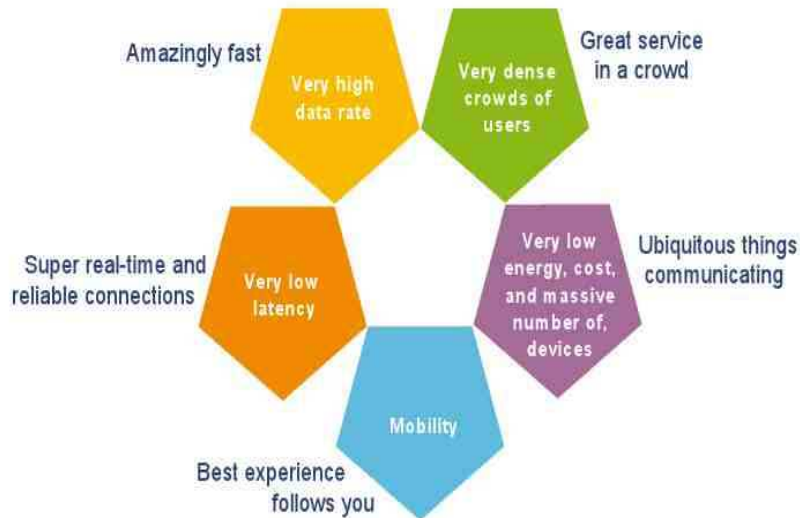 Amazingly fast
Very high
data rate
Very dense
crowds of
users
Great service
in a crowd
Super real-time and
reliable connections
Very low
latency
Very low
energy, cost,
and massive
number of,
devices
Ubiquitous things
communicating
Mobility
Best experience
follows you